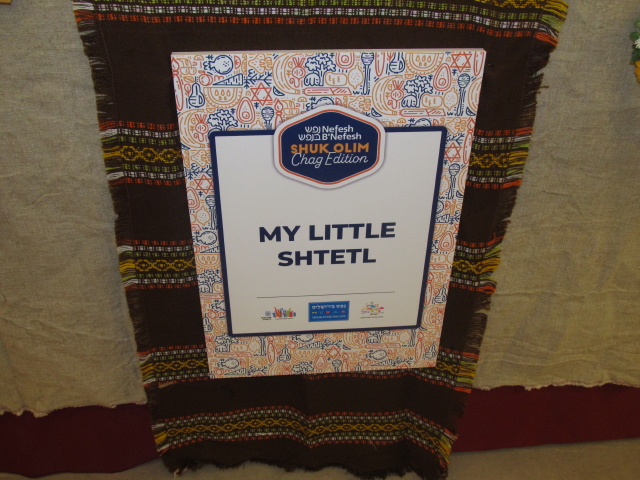 נפש Nefesh
בנפש B'Nefesh
SHUK OLIM
Chag Edition
MY LITTLE
SHTETL